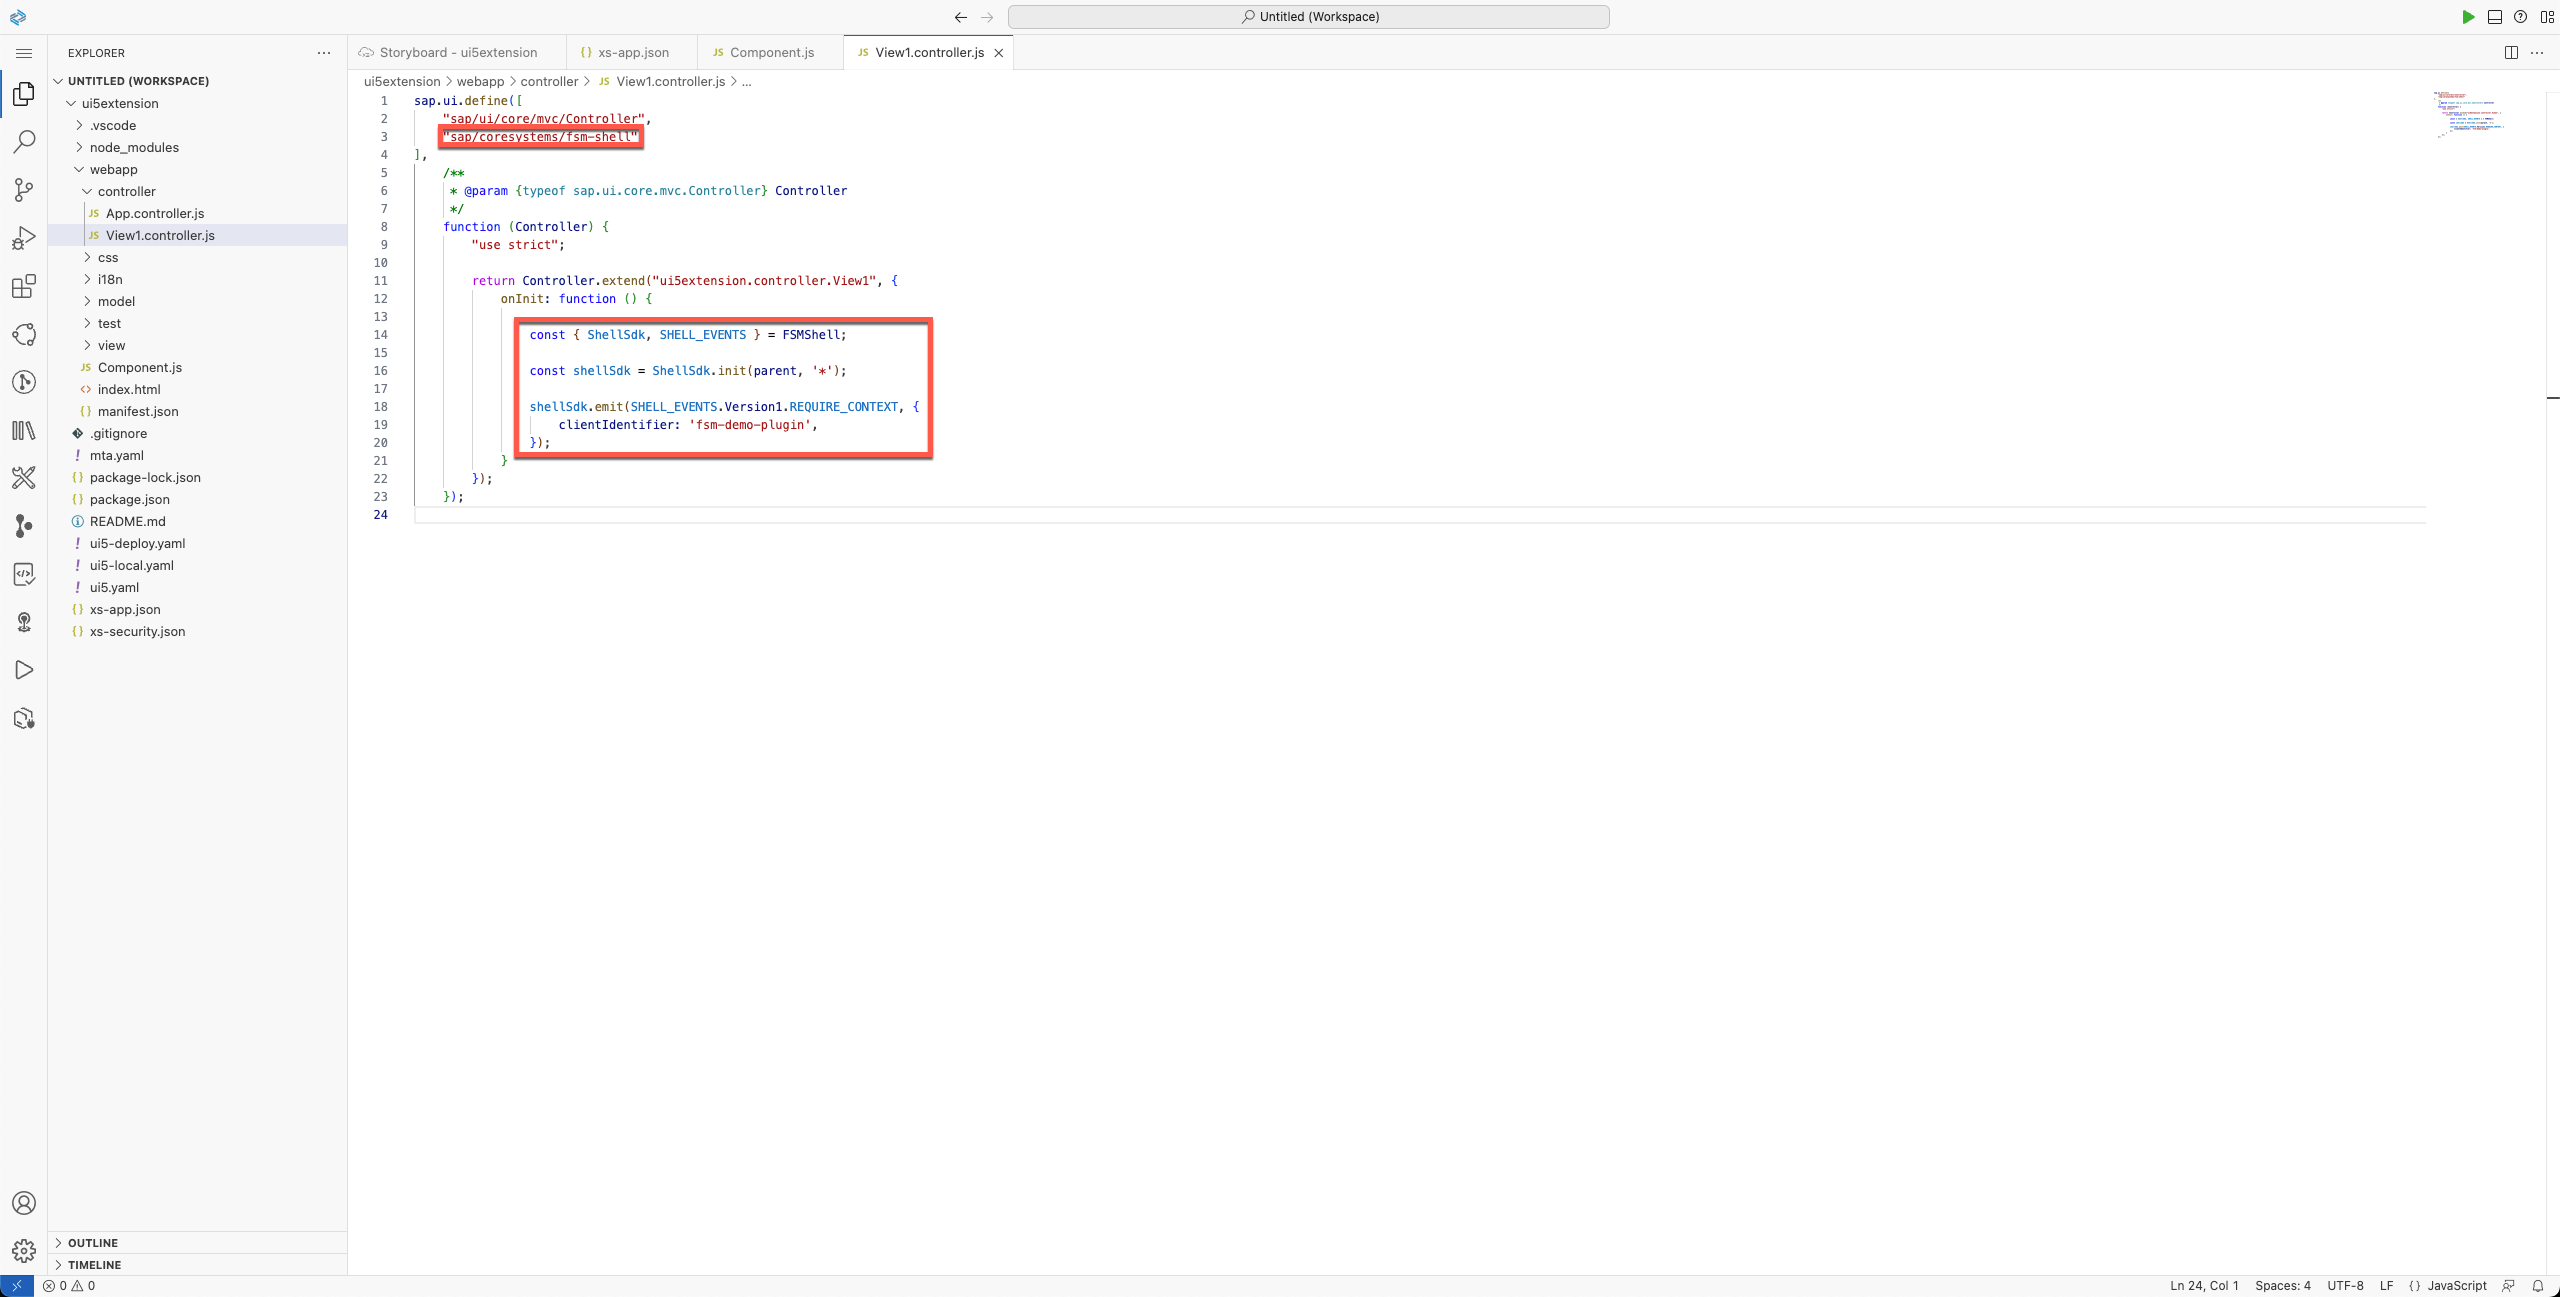 Untitled (Workspace)
EXPLORER
UNTITLED (WORKSPACE)
ui5extension
.vscode
node_modules
webapp
controller
JS App.controller.js
JS View1.controller.js
css
i18n
model
test
view
JS Component.js
<> index.html
{} manifest.json
.gitignore
! mta.yaml
{} package-lock.json
{} package.json
README.md
! ui5-deploy.yaml
! ui5-local.yaml
! ui5.yaml
{} xs-app.json
{} xs-security.json
OUTLINE
TIMELINE
Storyboard - ui5extension
{} xs-app.json
JS Component.js
JS View1.controller.js
ui5extension > webapp > controller > JS View1.controller.js > ...
1 sap.ui.define([
2 "sap/ui/core/mvc/Controller",
3 "sap/coresystems/fsm-shell"
4 ],
5 /**
6 * @param {typeof sap.ui.core.mvc.Controller} Controller
7 */
8 function (Controller) {
9 "use strict";
10
11 return Controller.extend("ui5extension.controller.View1", {
12 onInit: function () {
13
14 const { ShellSdk, SHELL_EVENTS } = FSMShell;
15
16 const shellSdk = ShellSdk.init(parent, '*');
17
18 shellSdk.emit(SHELL_EVENTS.Version1.REQUIRE_CONTEXT, {
19 clientIdentifier: 'fsm-demo-plugin',
20 });
21 }
22 });
23 });
24
0 0
Ln 24, Col 1
Spaces: 4
UTF-8
LF
{} JavaScript